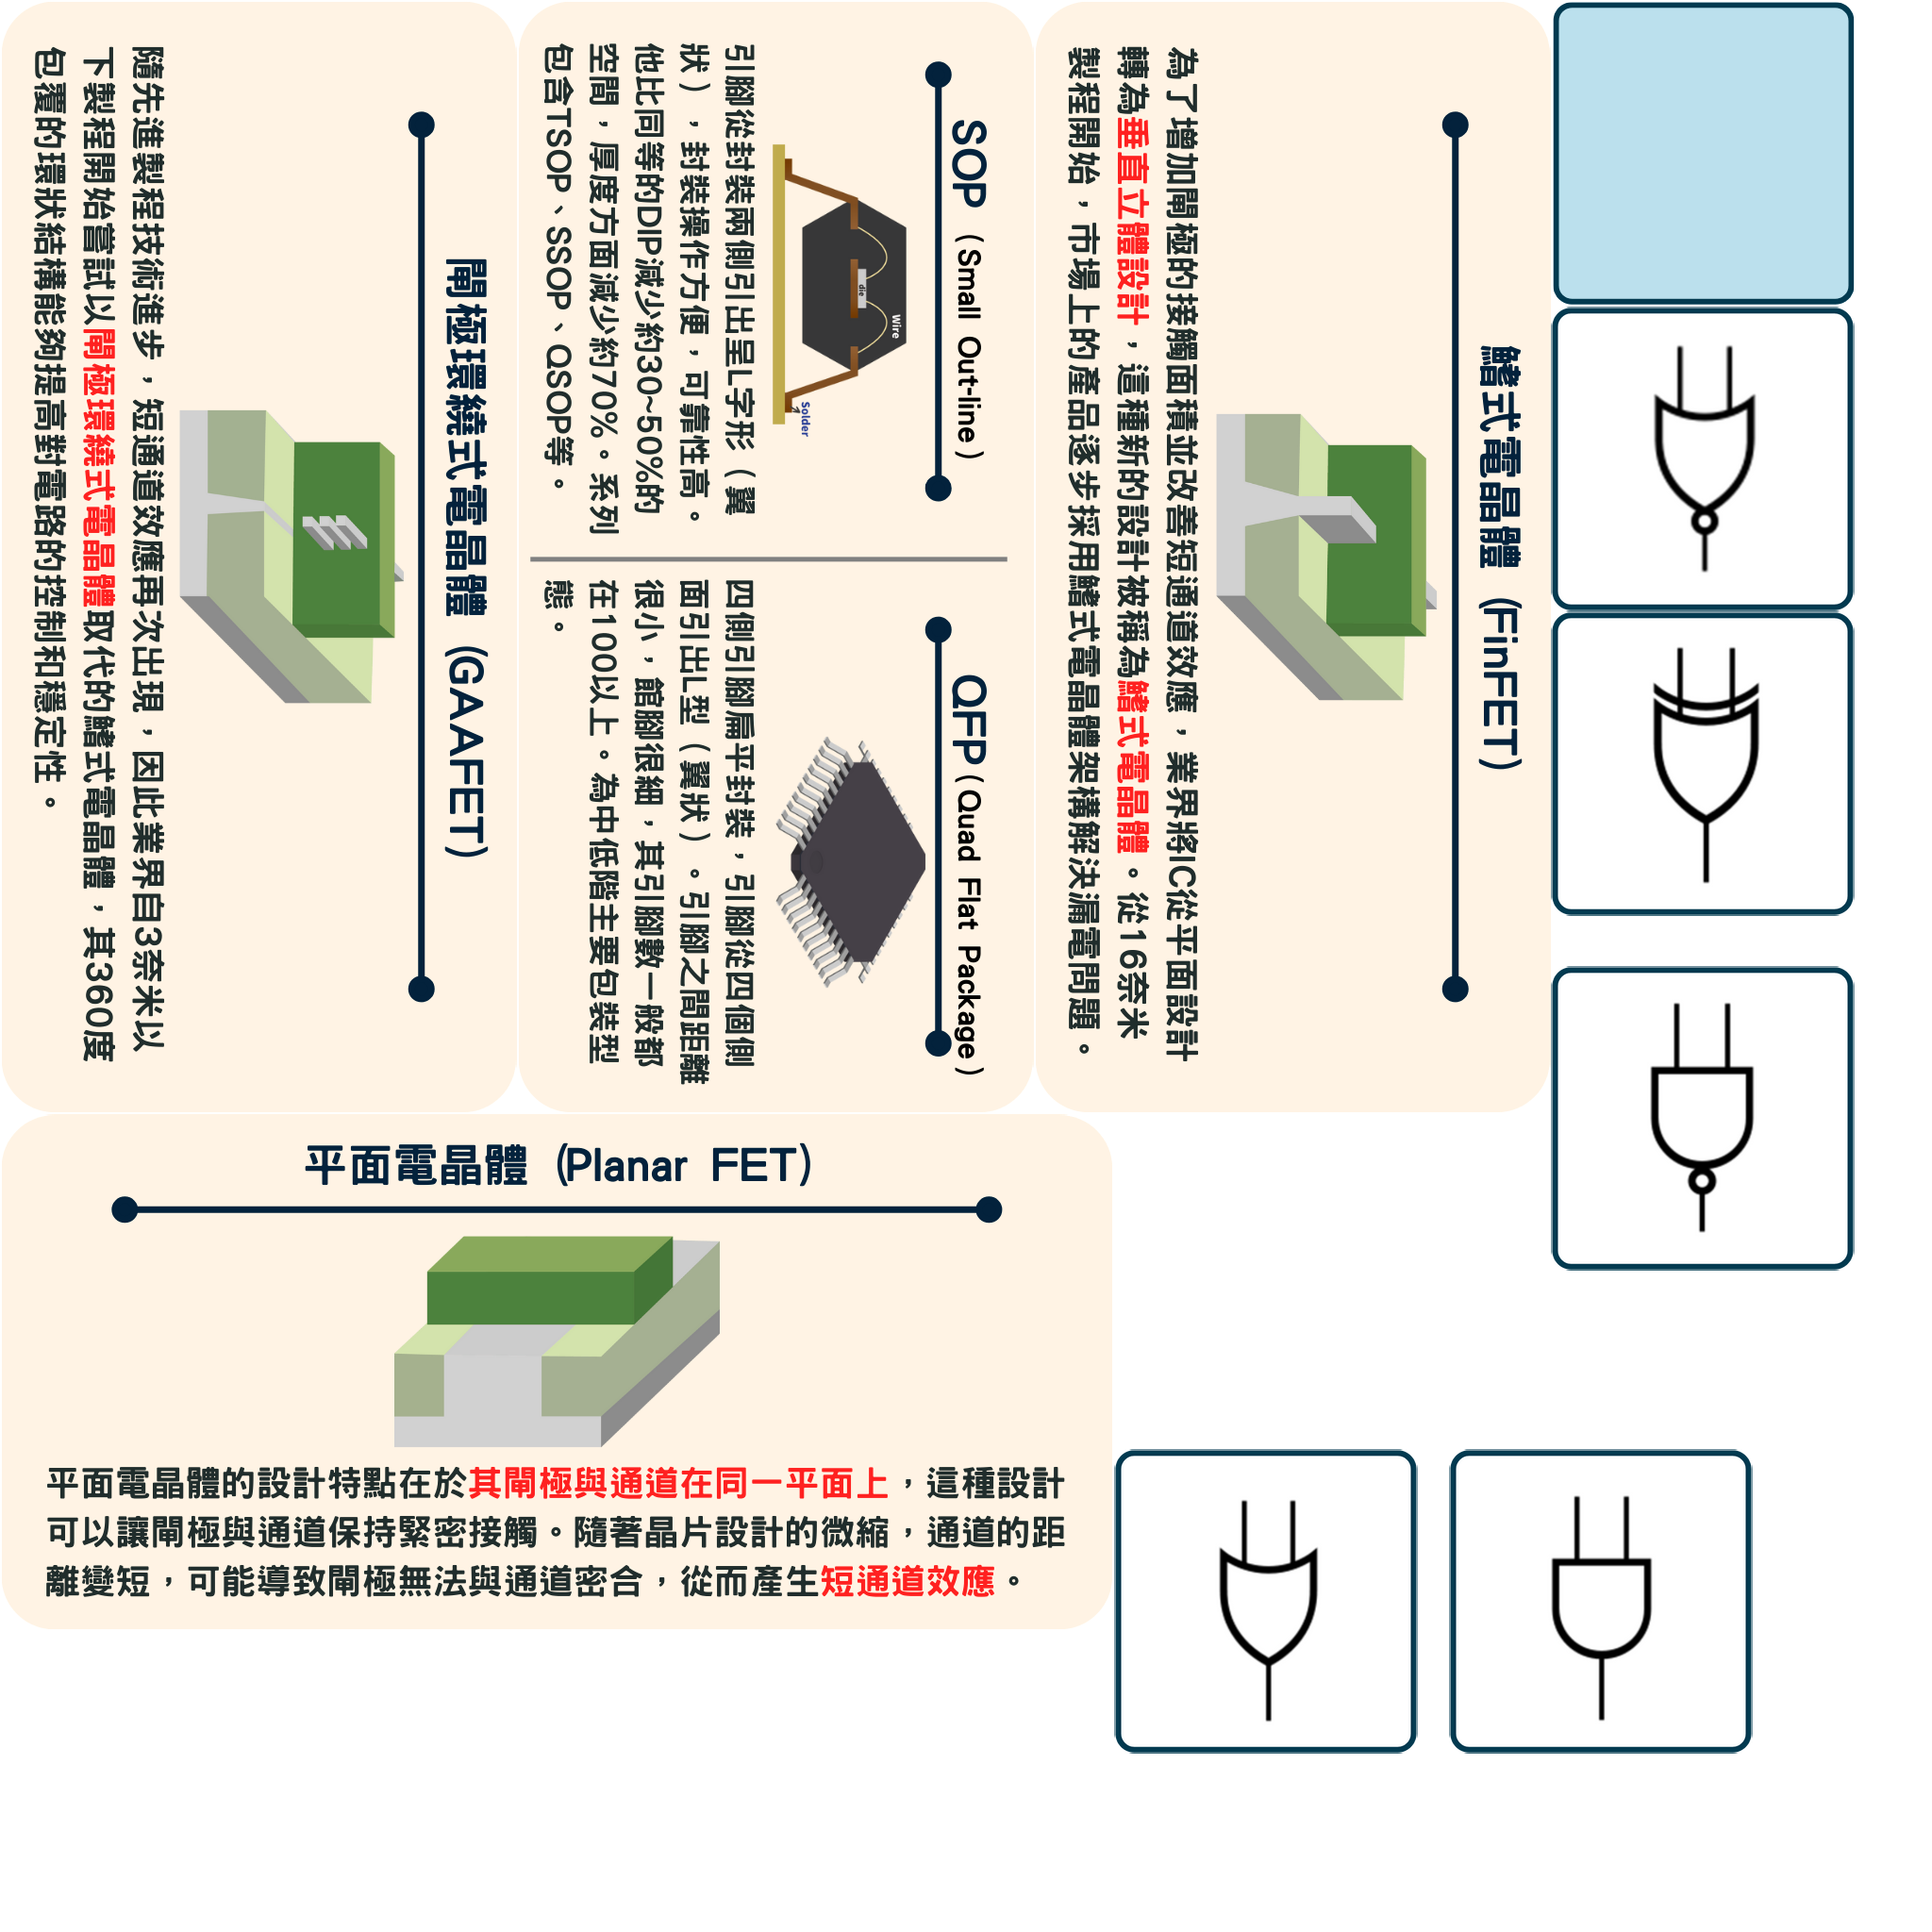 鰭式電晶體 (FinFET)
為了增加閘極的接觸面積並改善短通道效應，業界將IC從平面設計
轉為垂直立體設計，這種新的設計被稱為鰭式電晶體。從16奈米
製程開始，市場上的產品逐步採用鰭式電晶體架構解決漏電問題。
SOP（Small Out-line）
Wire
die
Solder
引腳從封裝兩側引出呈L字形（翼
狀），封裝操作方便，可靠性高。
他比同等的DIP減少約30~50%的
空間，厚度方面減少約70%。系列
包含TSOP、SSOP、QSOP等。
QFP（Quad Flat Package）
四側引腳扁平封裝，引腳從四個側
面引出L型（翼狀）。引腳之間距離
很小，館腳很細，其引腳數一般都
在100以上。為中低階主要包裝型
態。
閘極環繞式電晶體 (GAAFET)
隨先進製程技術進步，短通道效應再次出現，因此業界自3奈米以
下製程開始嘗試以閘極環繞式電晶體取代的鰭式電晶體，其360度
包覆的環狀結構能夠提高對電路的控制和穩定性。
平面電晶體 (Planar FET)
平面電晶體的設計特點在於其閘極與通道在同一平面上，這種設計
可以讓閘極與通道保持緊密接觸。隨著晶片設計的微縮，通道的距
離變短，可能導致閘極無法與通道密合，從而產生短通道效應。